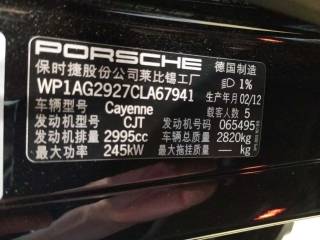 PORSCHE
保时捷股份公司莱比锡工厂 德国制造
WP1AG2927CLA67941 1%
生产年月 02/12
车辆型号 Cayenne 载客人数 5
发动机型号 CJT 发动机号码 065495
发动机排量 2995cc 车辆总质量 2820kg
最大功率 245kW 最大拖挂质量 — kg